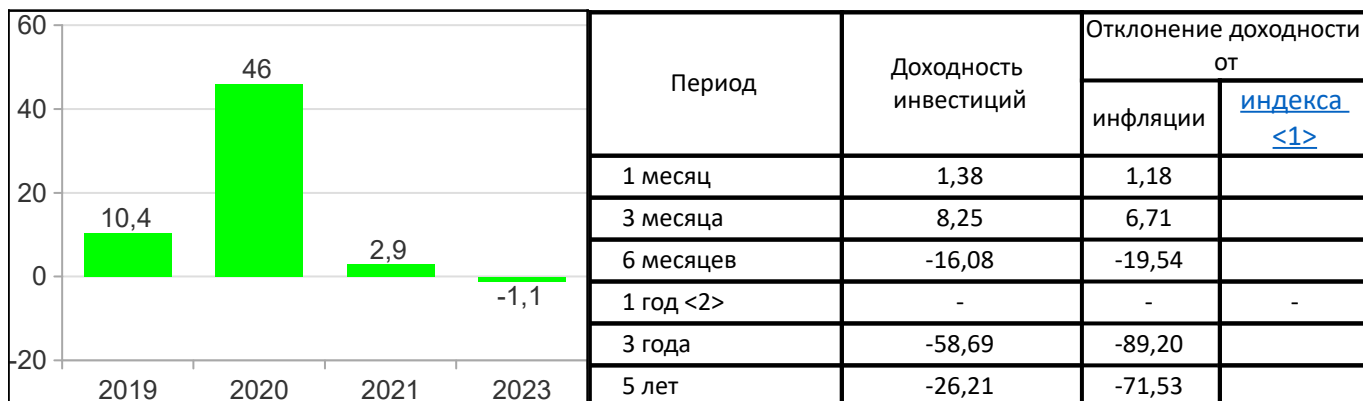 60
40
20
0
-20
10,4
46
2,9
-1,1
2019 2020 2021 2023
Период
Доходность
инвестиций
Отклонение доходности
от
инфляции
индекса
<1>
1 месяц 1,38 1,18
3 месяца 8,25 6,71
6 месяцев -16,08 -19,54
1 год <2> - - -
3 года -58,69 -89,20
5 лет -26,21 -71,53